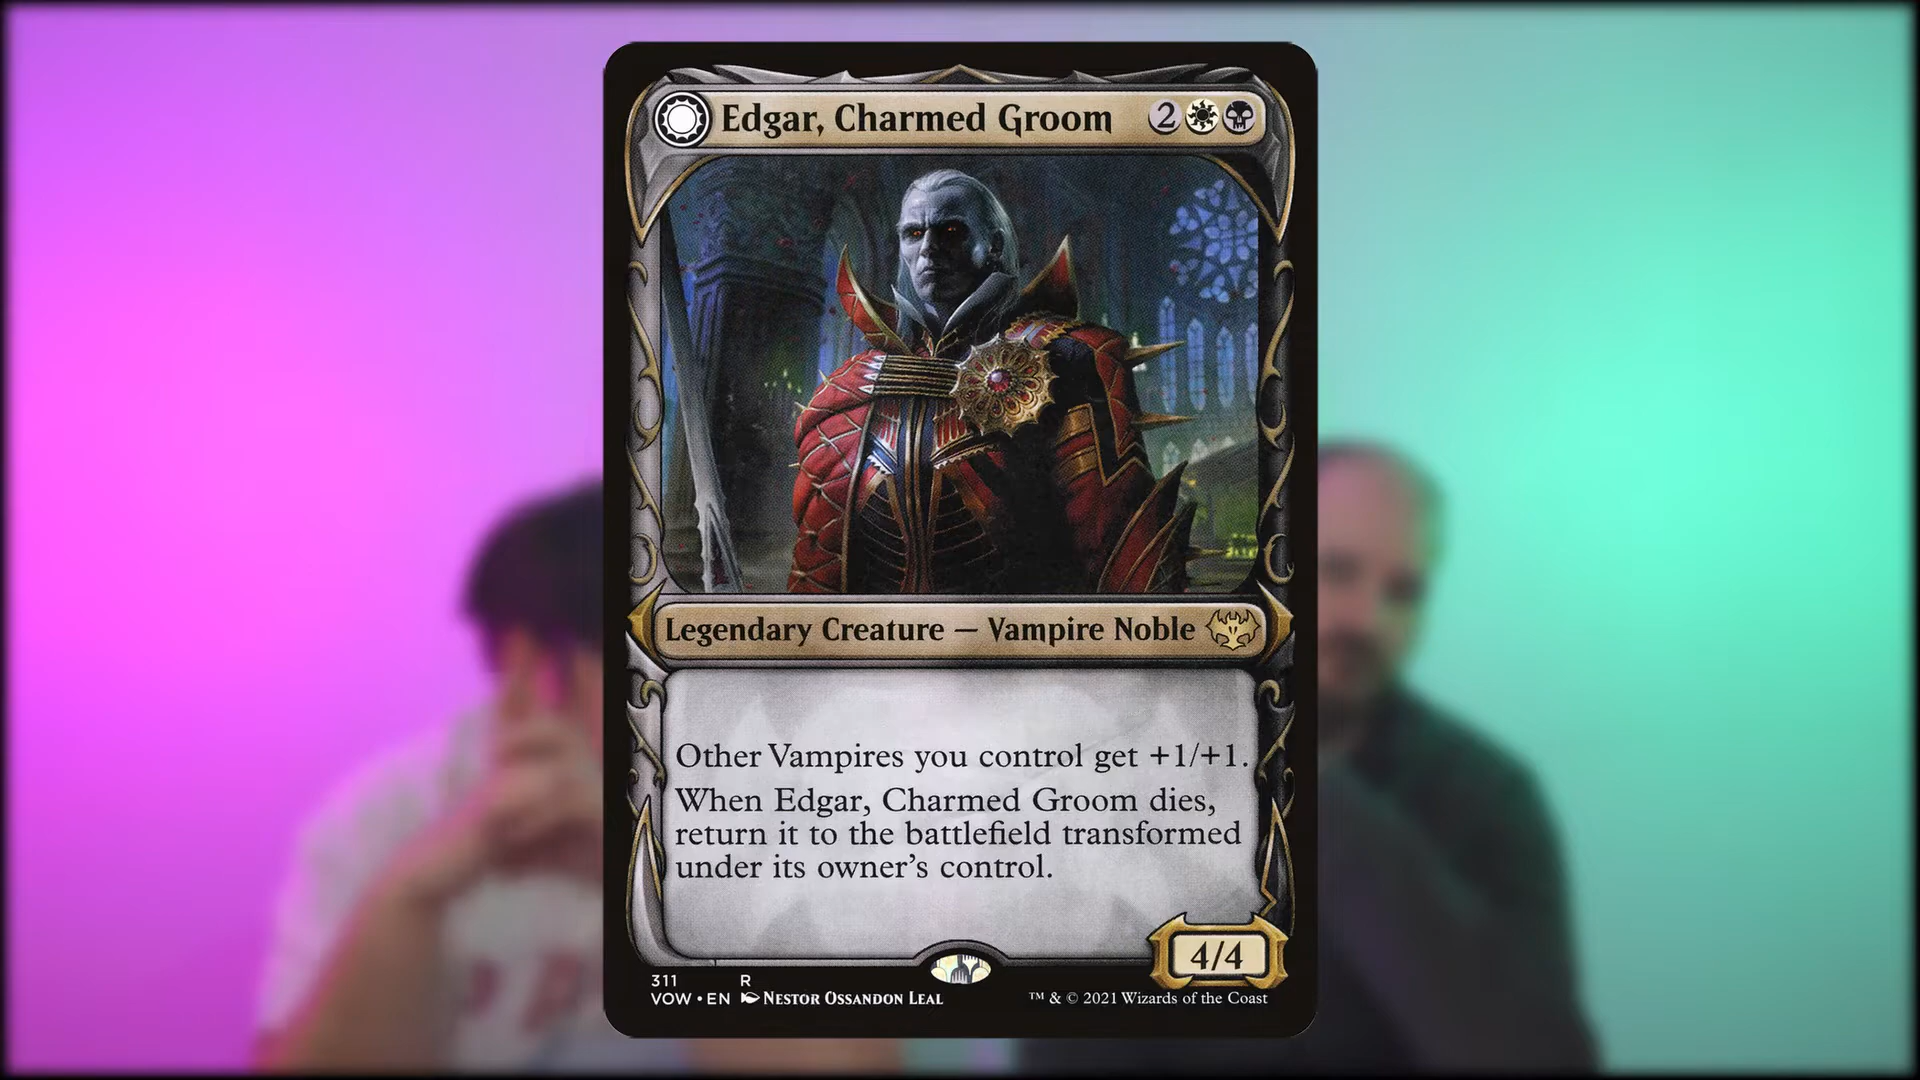 Edgar, Charmed Groom 2
Legendary Creature — Vampire Noble
Other Vampires you control get +1/+1.
When Edgar, Charmed Groom dies,
return it to the battlefield transformed
under its owner's control.
4/4
311 R
VOW • EN Nestor Ossandon Leal
™ & © 2021 Wizards of the Coast